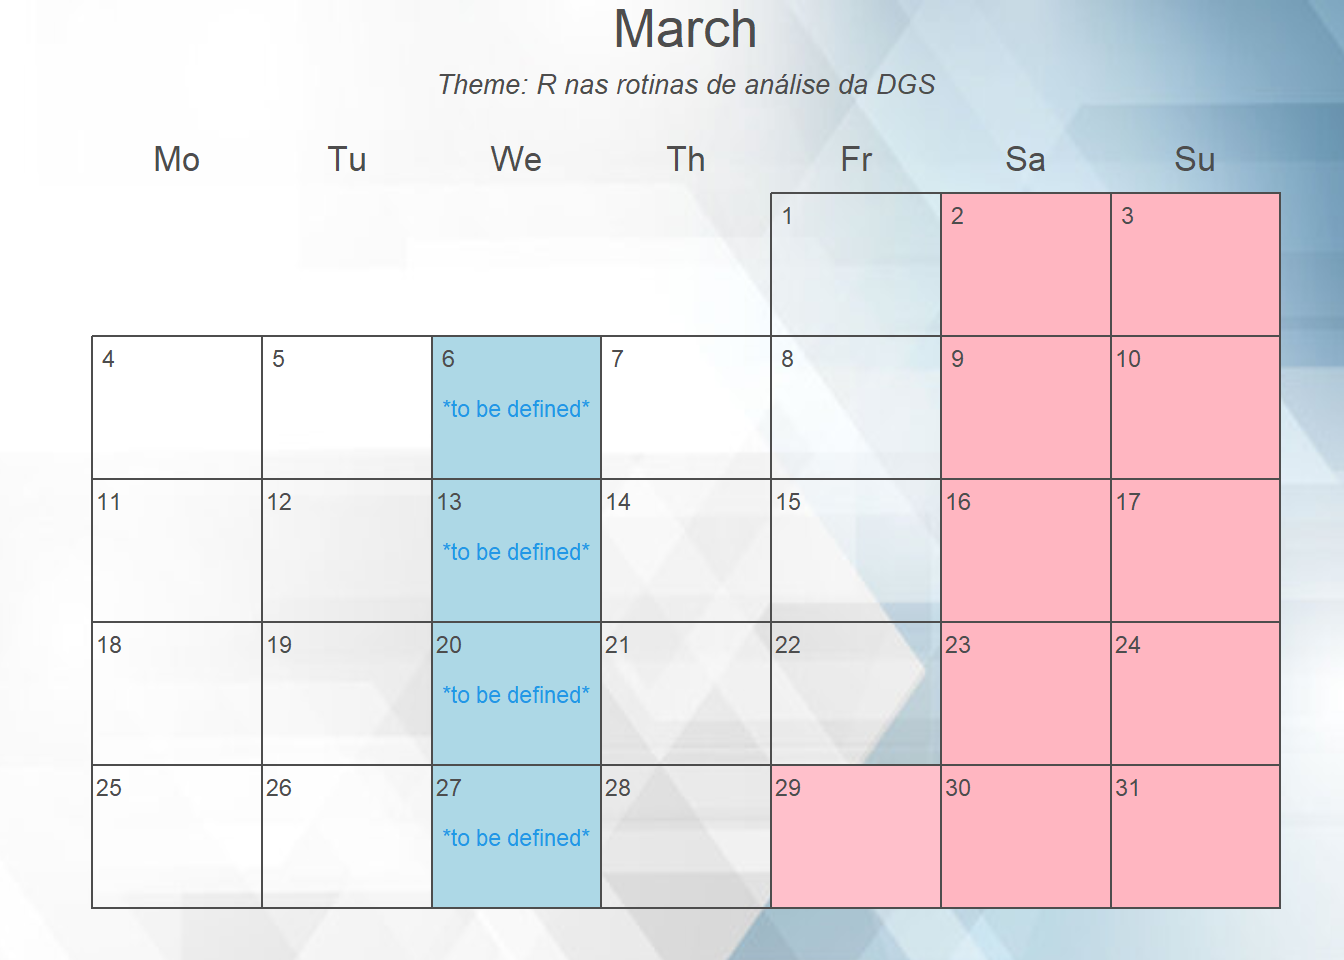 March
Theme: R nas rotinas de análise da DGS
Mo Tu We Th Fr Sa Su
1 2 3
4 5 6 7 8 9 10
*to be defined*
11 12 13 14 15 16 17
*to be defined*
18 19 20 21 22 23 24
*to be defined*
25 26 27 28 29 30 31
*to be defined*